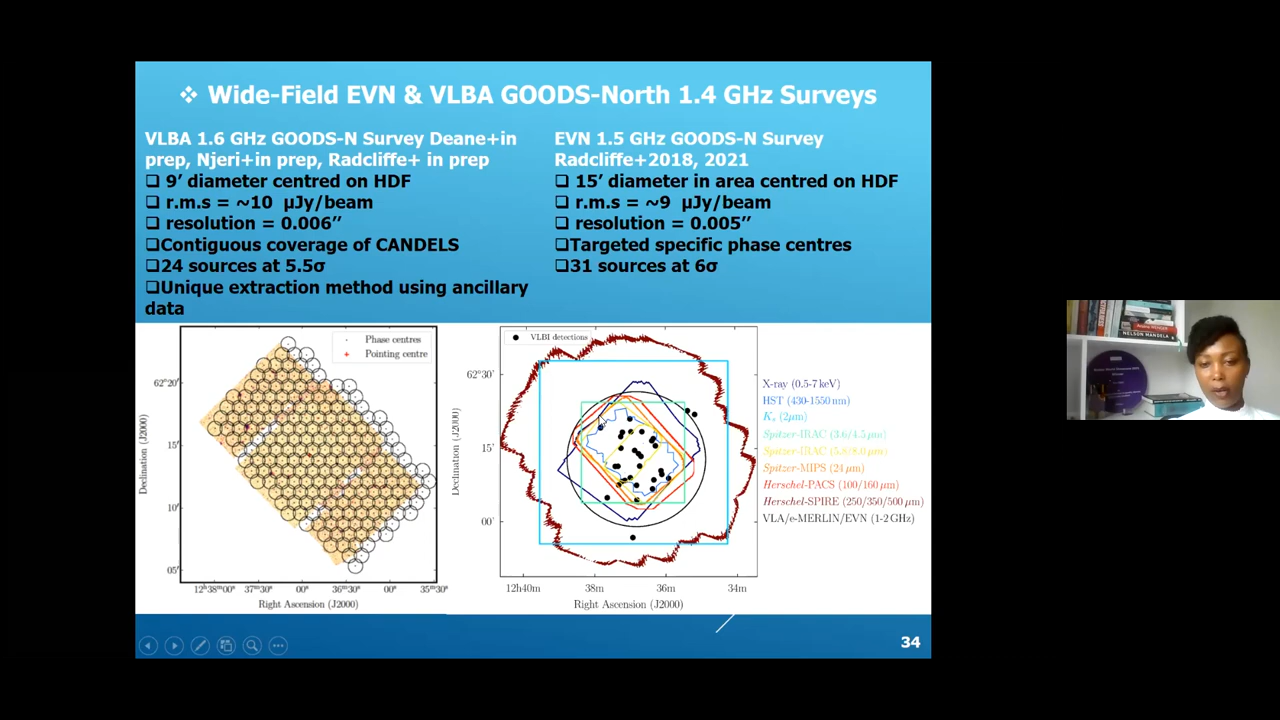 ❖ Wide-Field EVN & VLBA GOODS-North 1.4 GHz Surveys
VLBA 1.6 GHz GOODS-N Survey Deane+in
prep, Njeri+in prep, Radcliffe+ in prep
❑ 9’ diameter centred on HDF
❑ r.m.s = ~10 µJy/beam
❑ resolution = 0.006’’
❑Contiguous coverage of CANDELS
❑24 sources at 5.5σ
❑Unique extraction method using ancillary
data
EVN 1.5 GHz GOODS-N Survey
Radcliffe+2018, 2021
❑ 15’ diameter in area centred on HDF
❑ r.m.s = ~9 µJy/beam
❑ resolution = 0.005’’
❑Targeted specific phase centres
❑31 sources at 6σ
Phase centres
Pointing centre
62°20′
15′
10′
05′
Declination (J2000)
12h38m00s 37m30s 00s 36m30s 00s 35m30s
Right Ascension (J2000)
VLBI detections
62°30′
15′
00′
Declination (J2000)
12h40m 38m 36m 34m
Right Ascension (J2000)
X-ray (0.5-7 keV)
HST (430-1550 nm)
Ks (2µm)
Spitzer-IRAC (3.6/4.5 µm)
Spitzer-IRAC (5.8/8.0 µm)
Spitzer-MIPS (24 µm)
Herschel-PACS (100/160 µm)
Herschel-SPIRE (250/350/500 µm)
VLA/e-MERLIN/EVN (1-2 GHz)
34
NELSON MANDELA